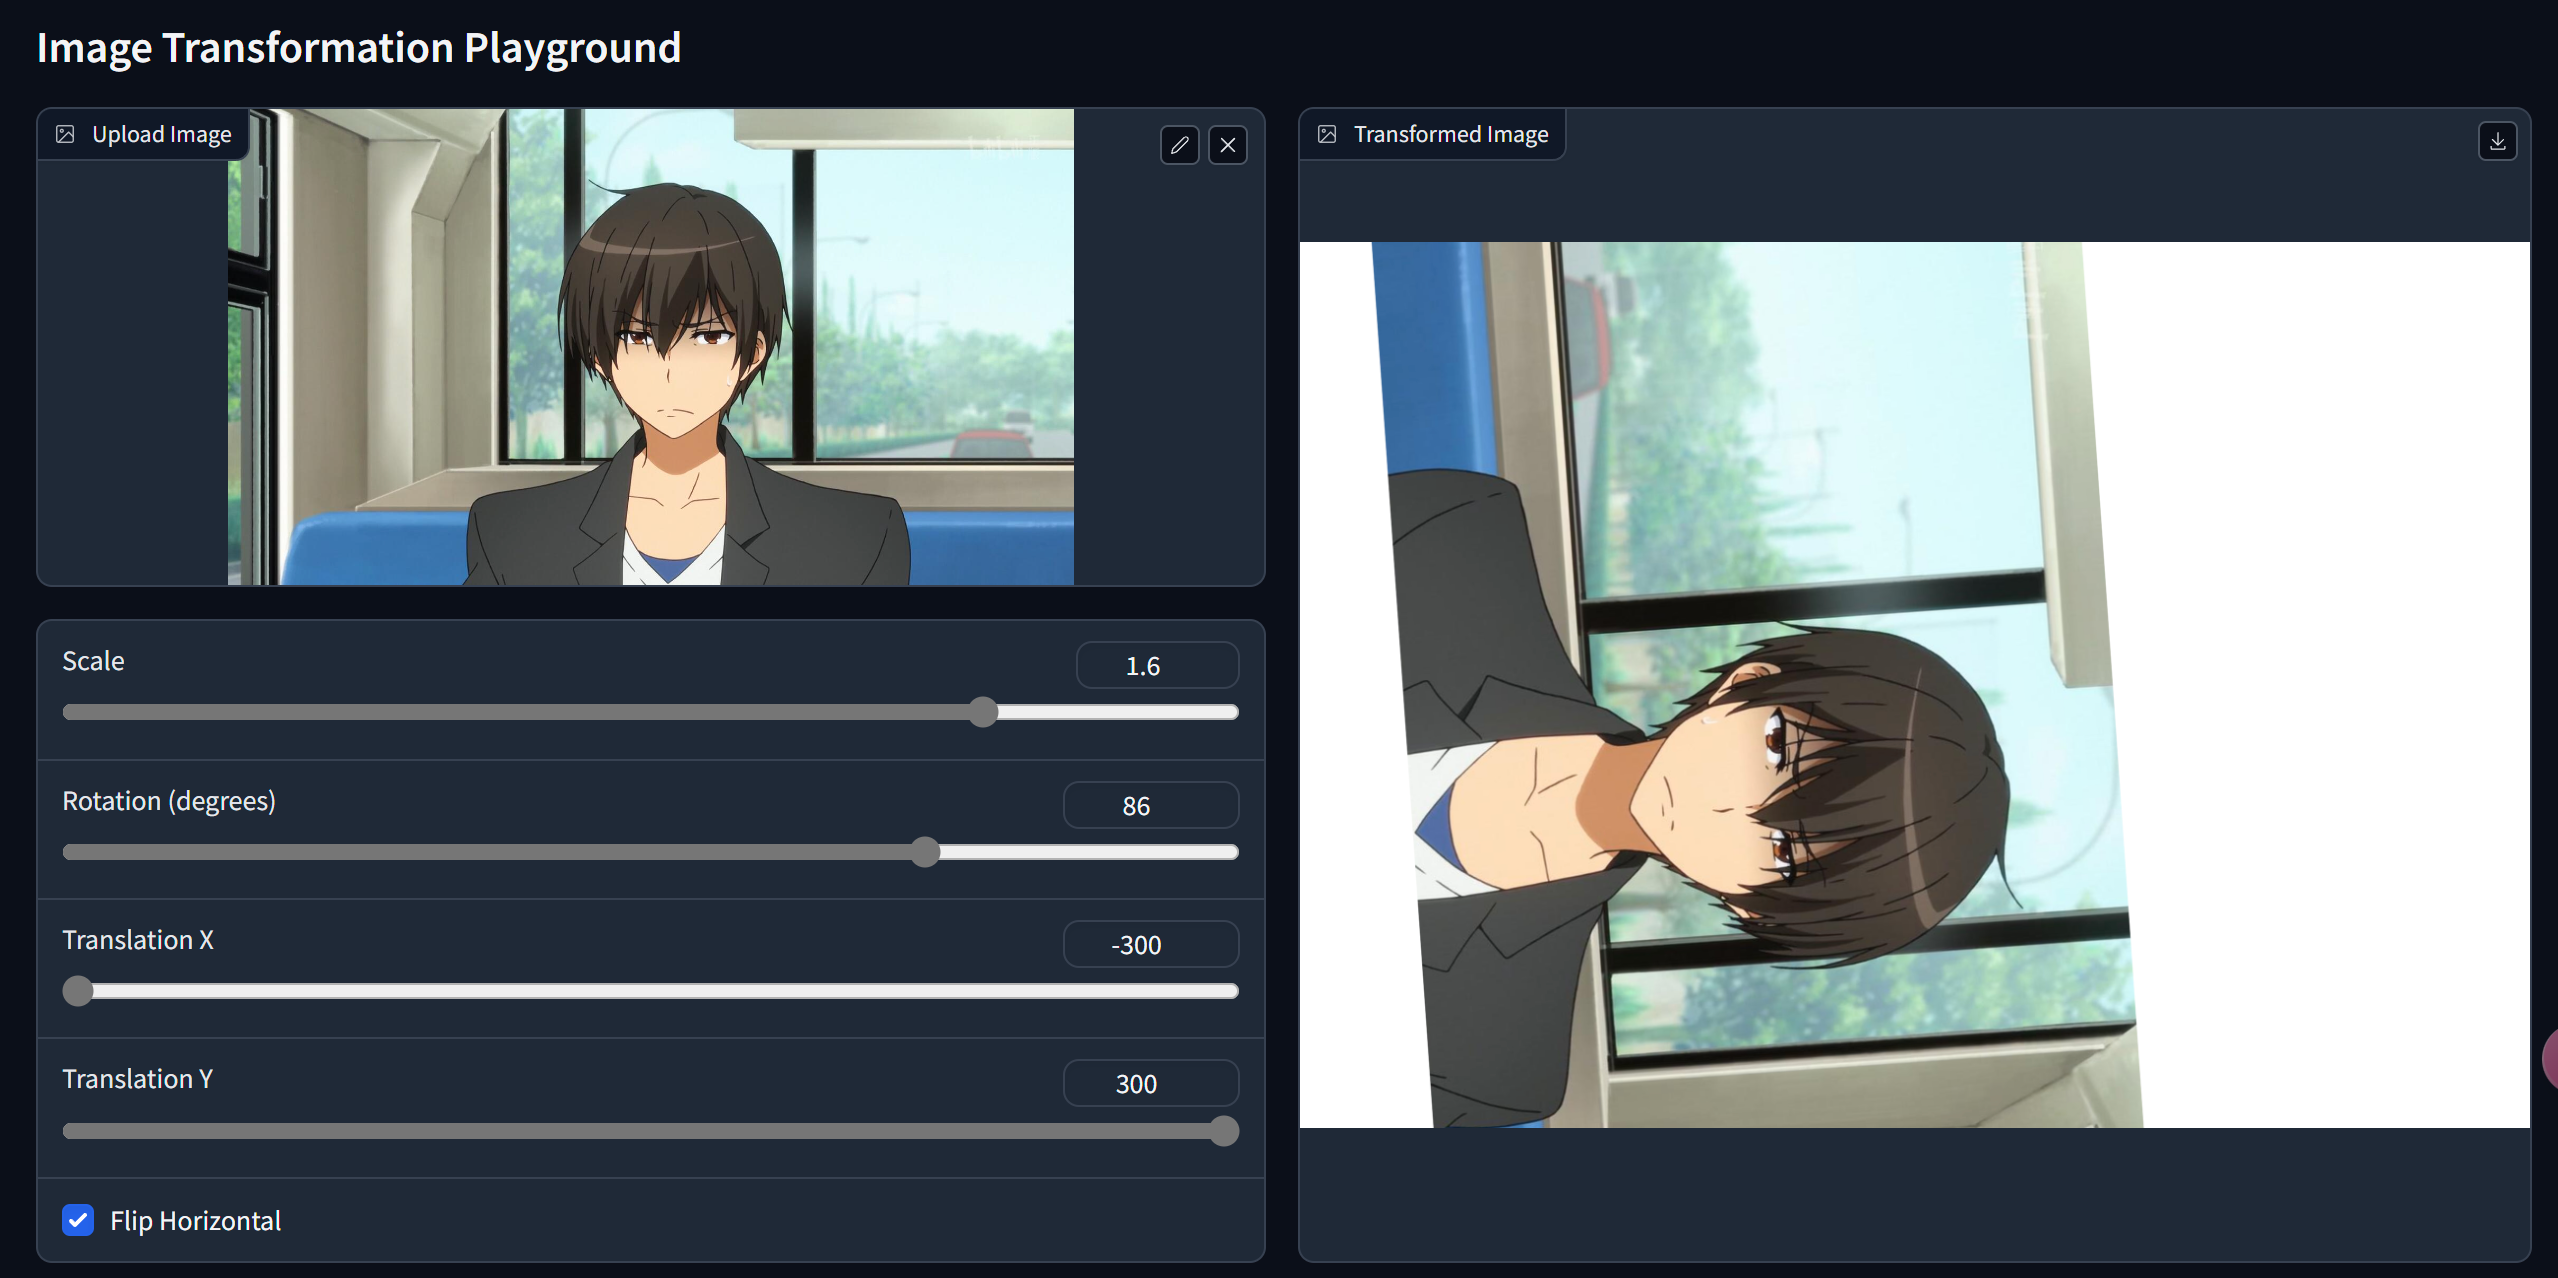 Image Transformation Playground
Upload Image
Transformed Image
Scale
1.6
Rotation (degrees)
86
Translation X
-300
Translation Y
300
Flip Horizontal